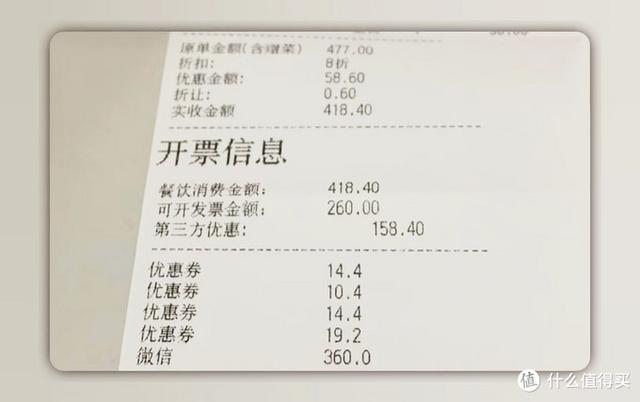 原单金额(含赠菜) 477.00
折扣: 8折
优惠金额: 58.60
折让: 0.60
实收金额 418.40
开票信息
餐饮消费金额: 418.40
可开发票金额: 260.00
第三方优惠: 158.40
优惠券 14.4
优惠券 10.4
优惠券 14.4
优惠券 19.2
微信 360.0
值 什么值得买